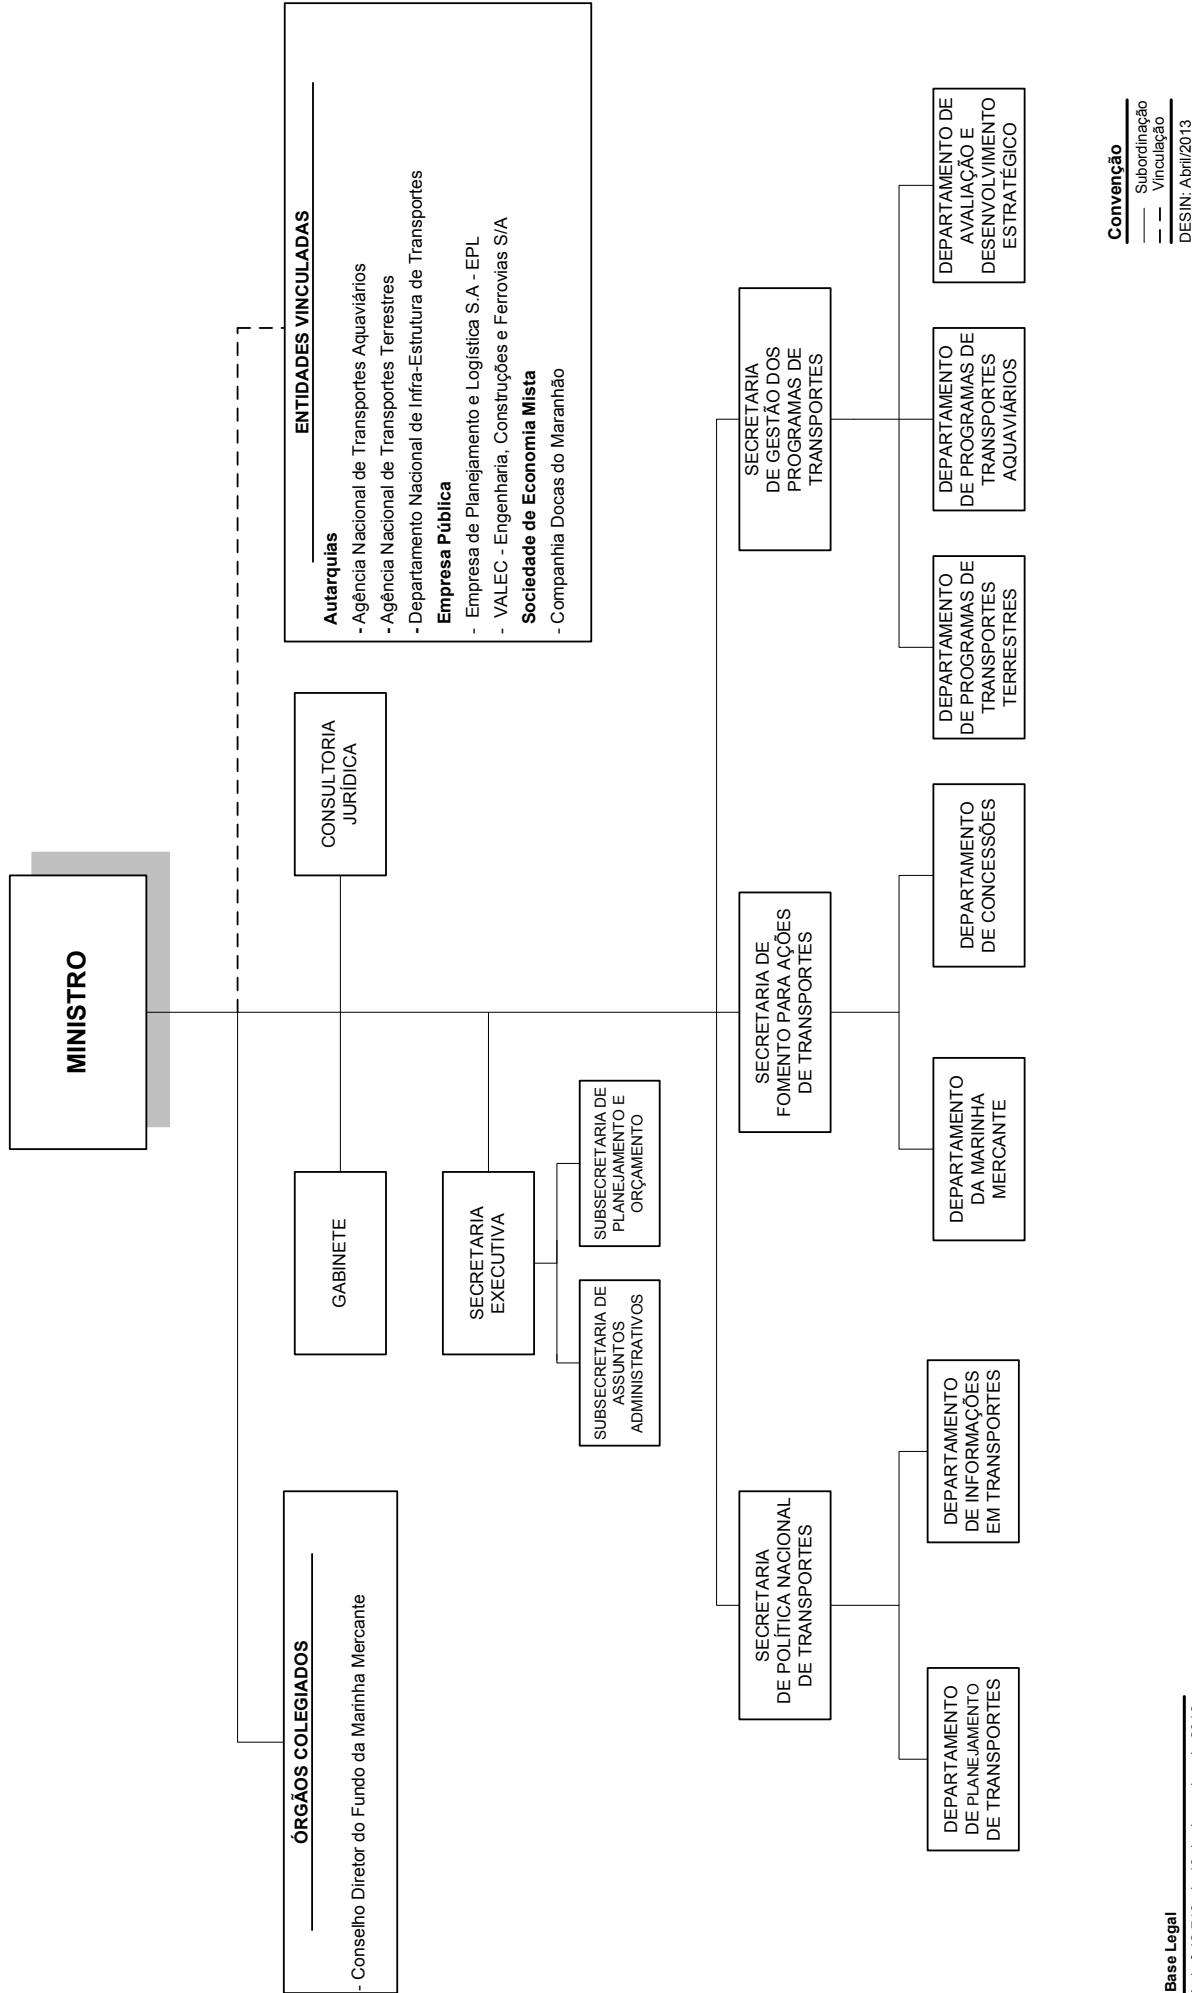 MINISTRO
ÓRGÃOS COLEGIADOS
- Conselho Diretor do Fundo da Marinha Mercante
GABINETE
CONSULTORIA
JURÍDICA
ENTIDADES VINCULADAS
Autarquias
- Agência Nacional de Transportes Aquaviários
- Agência Nacional de Transportes Terrestres
- Departamento Nacional de Infra-Estrutura de Transportes
Empresa Pública
- Empresa de Planejamento e Logística S.A - EPL
- VALEC - Engenharia, Construções e Ferrovias S/A
Sociedade de Economia Mista
- Companhia Docas do Maranhão
SECRETARIA
EXECUTIVA
SUBSECRETARIA DE
ASSUNTOS
ADMINISTRATIVOS
SUBSECRETARIA DE
PLANEJAMENTO E
ORÇAMENTO
SECRETARIA
DE POLÍTICA NACIONAL
DE TRANSPORTES
SECRETARIA DE
FOMENTO PARA AÇÕES
DE TRANSPORTES
SECRETARIA
DE GESTÃO DOS
PROGRAMAS DE
TRANSPORTES
DEPARTAMENTO
DE PLANEJAMENTO
DE TRANSPORTES
DEPARTAMENTO
DE INFORMAÇÕES
EM TRANSPORTES
DEPARTAMENTO
DA MARINHA
MERCANTE
DEPARTAMENTO
DE CONCESSÕES
DEPARTAMENTO
DE PROGRAMAS DE
TRANSPORTES
TERRESTRES
DEPARTAMENTO
DE PROGRAMAS DE
TRANSPORTES
AQUAVIÁRIOS
DEPARTAMENTO DE
AVALIAÇÃO E
DESENVOLVIMENTO
ESTRATÉGICO
Base Legal
Convenção
Subordinação
Vinculação
DESIN: Abril/2013